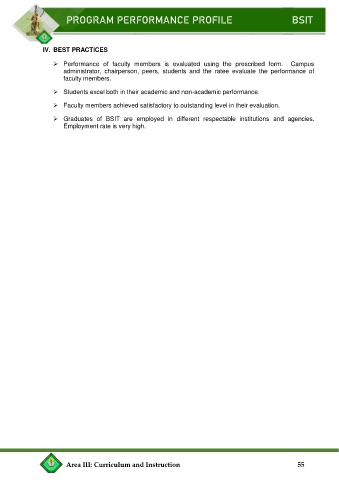 PROGRAM PERFORMANCE PROFILE BSIT
IV. BEST PRACTICES
➢ Performance of faculty members is evaluated using the prescribed form. Campus
administrator, chairperson, peers, students and the ratee evaluate the performance of
faculty members.
➢ Students excel both in their academic and non-academic performance.
➢ Faculty members achieved satisfactory to outstanding level in their evaluation.
➢ Graduates of BSIT are employed in different respectable institutions and agencies.
Employment rate is very high.
Area III: Curriculum and Instruction 55